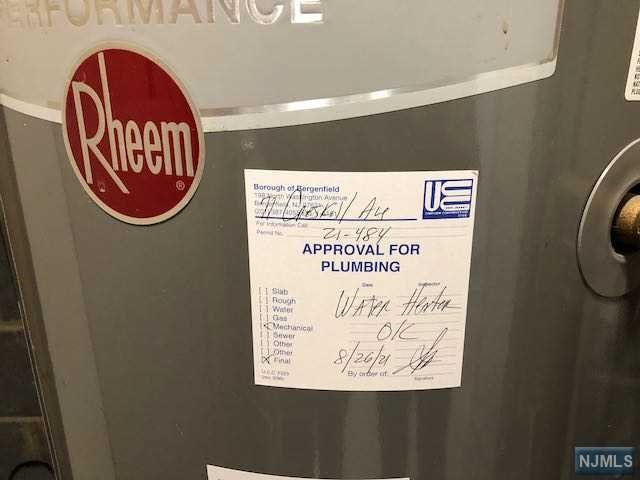 PERFORMANCE
Rheem
®
Borough of Bergenfield
198 North Washington Avenue
For Information Call:
Permit No. 21-484
APPROVAL FOR
PLUMBING
Date Inspector
[ ] Slab
[ ] Rough
[ ] Water
[ ] Gas
[ ] Mechanical
[ ] Sewer
[ ] Other
[ ] Other
[X] Final
Water Heater
OK
8/26/21
By order of:
Signature
NJMLS